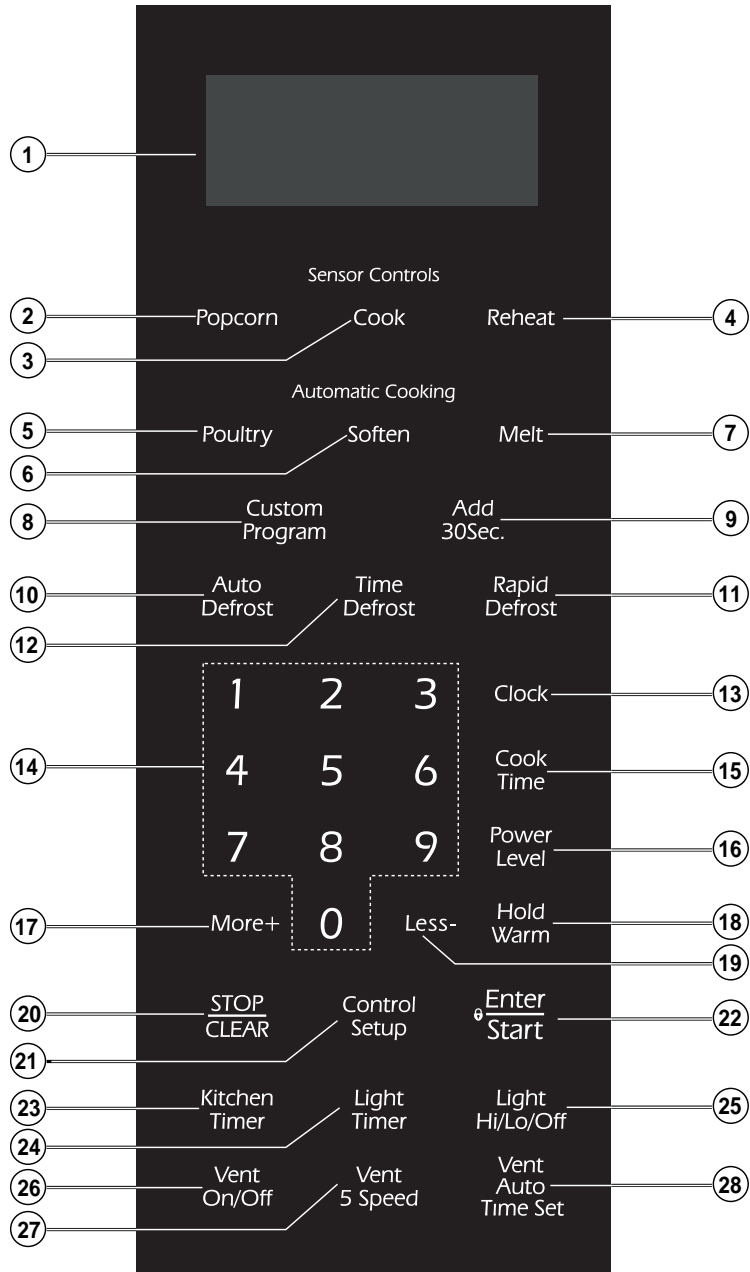 1
Sensor Controls
2 Popcorn Cook Reheat 4
3
Automatic Cooking
5 Poultry Soften Melt 7
6
Custom Add
8 Program 30Sec. 9
Auto Time Rapid
10 Defrost Defrost Defrost 11
12
1 2 3 Clock 13
14 4 5 6 Cook 15
Time
7 8 9 Power 16
Level
17 More+ 0 Less- Hold 18
Warm
19
20 STOP Control Enter 22
CLEAR Setup Start
21
23 Kitchen Light Light 25
Timer Timer Hi/Lo/Off
24
26 Vent Vent Vent 28
On/Off 5 Speed Auto
Time Set
27